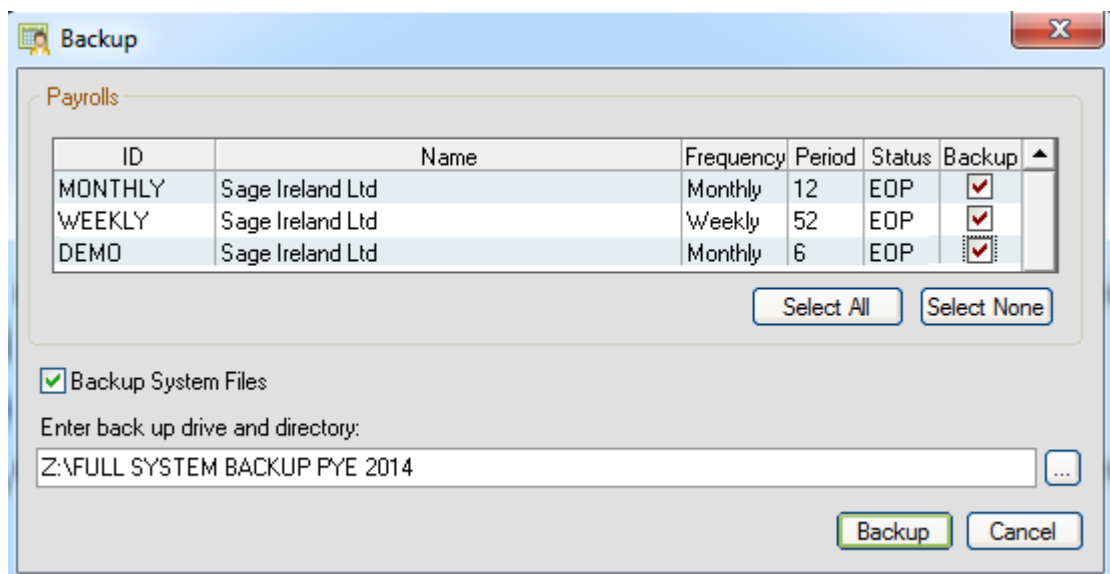 Backup
Payrolls
ID Name Frequency Period Status Backup
MONTHLY Sage Ireland Ltd Monthly 12 EOP
WEEKLY Sage Ireland Ltd Weekly 52 EOP
DEMO Sage Ireland Ltd Monthly 6 EOP
Select All Select None
Backup System Files
Enter back up drive and directory:
Z:\FULL SYSTEM BACKUP PYE 2014 ...
Backup Cancel